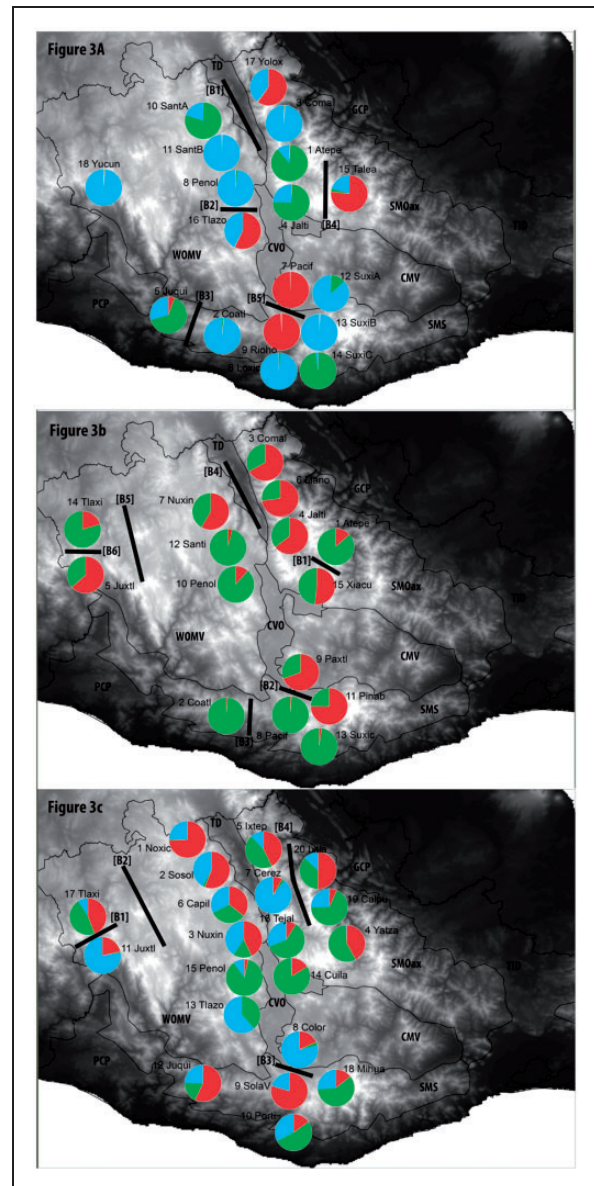 Figure 3A
TD
17 Yolox
[B1]
3 Comal
GCP
10 SantA
11 SantB
1 Atepe
15 Talea
18 Yucun
8 Penol
SMOax
[B2]
4 Jalti
[B4]
16 Tlazo
TID
WOMV
CVO
7 Pacif
12 SuxiA
CMV
5 Juqui
[B3]
[B5]
PCP
2 Coatl
13 SuxiB
SMS
9 Rioho
14 SuxiC
Figure 3b
3 Comal
TD
[B4]
6 Llano
GCP
14 Tlaxi
[B5]
7 Nuxin
4 Jalti
1 Atepe
12 Santi
[B6]
[B1]
5 Juxtl
10 Penol
15 Xiacu
SMOax
TID
WOMV
CVO
9 Paxtl
CMV
[B2]
11 Pinab
PCP
2 Coatl
SMS
[B3]
8 Pacif
13 Suxic
Figure 3c
TD
5 Ixtep
[B4]
1 Noxic
[B2]
GCP
2 Sosol
7 Cerez
17 Tlaxi
6 Capil
19 Calpu
[B1]
3 Nuxin
16 Tejal
4 Yatza
11 Juxtl
15 Penol
14 Cuila
SMOax
TID
13 Tlazo
CVO
WOMV
8 Color
CMV
[B3]
18 Mihua
PCP
12 Juqui
9 SolaV
SMS
10 Porti